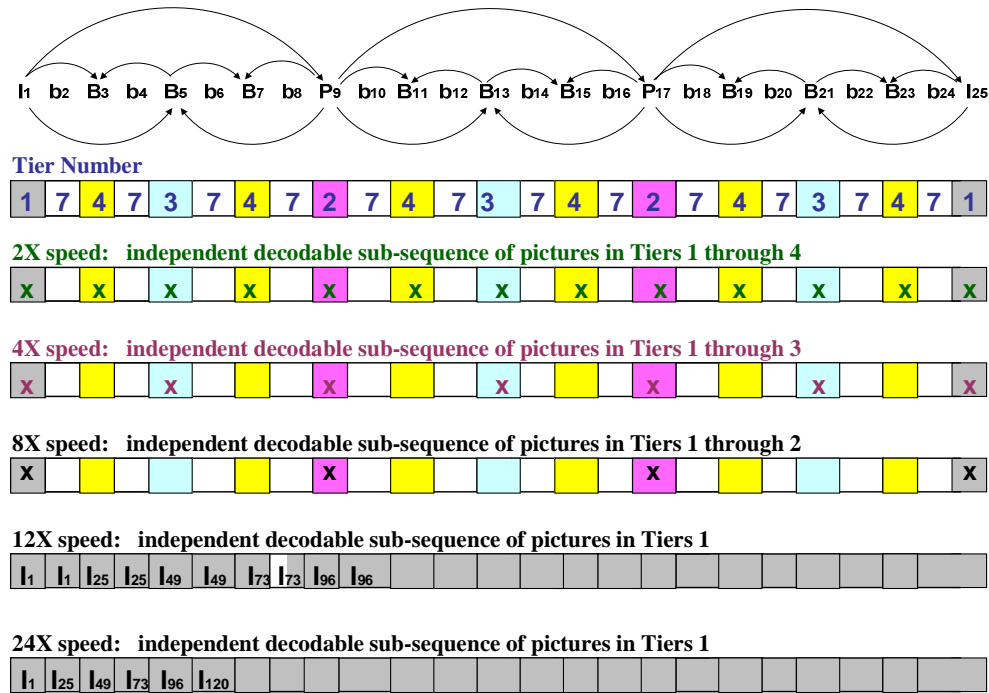 I1 b2 B3 b4 B5 b6 B7 b8 P9 b10 B11 b12 B13 b14 B15 b16 P17 b18 B19 b20 B21 b22 B23 b24 I25
Tier Number
1 7 4 7 3 7 4 7 2 7 4 7 3 7 4 7 2 7 4 7 3 7 4 7 1
2X speed: independent decodable sub-sequence of pictures in Tiers 1 through 4
x x x x x x x x x x x x x
4X speed: independent decodable sub-sequence of pictures in Tiers 1 through 3
x x x x x x x
8X speed: independent decodable sub-sequence of pictures in Tiers 1 through 2
x x x x
12X speed: independent decodable sub-sequence of pictures in Tiers 1
I1 I1 I25 I25 I49 I49 I73 I73 I96 I96
24X speed: independent decodable sub-sequence of pictures in Tiers 1
I1 I25 I49 I73 I96 I120